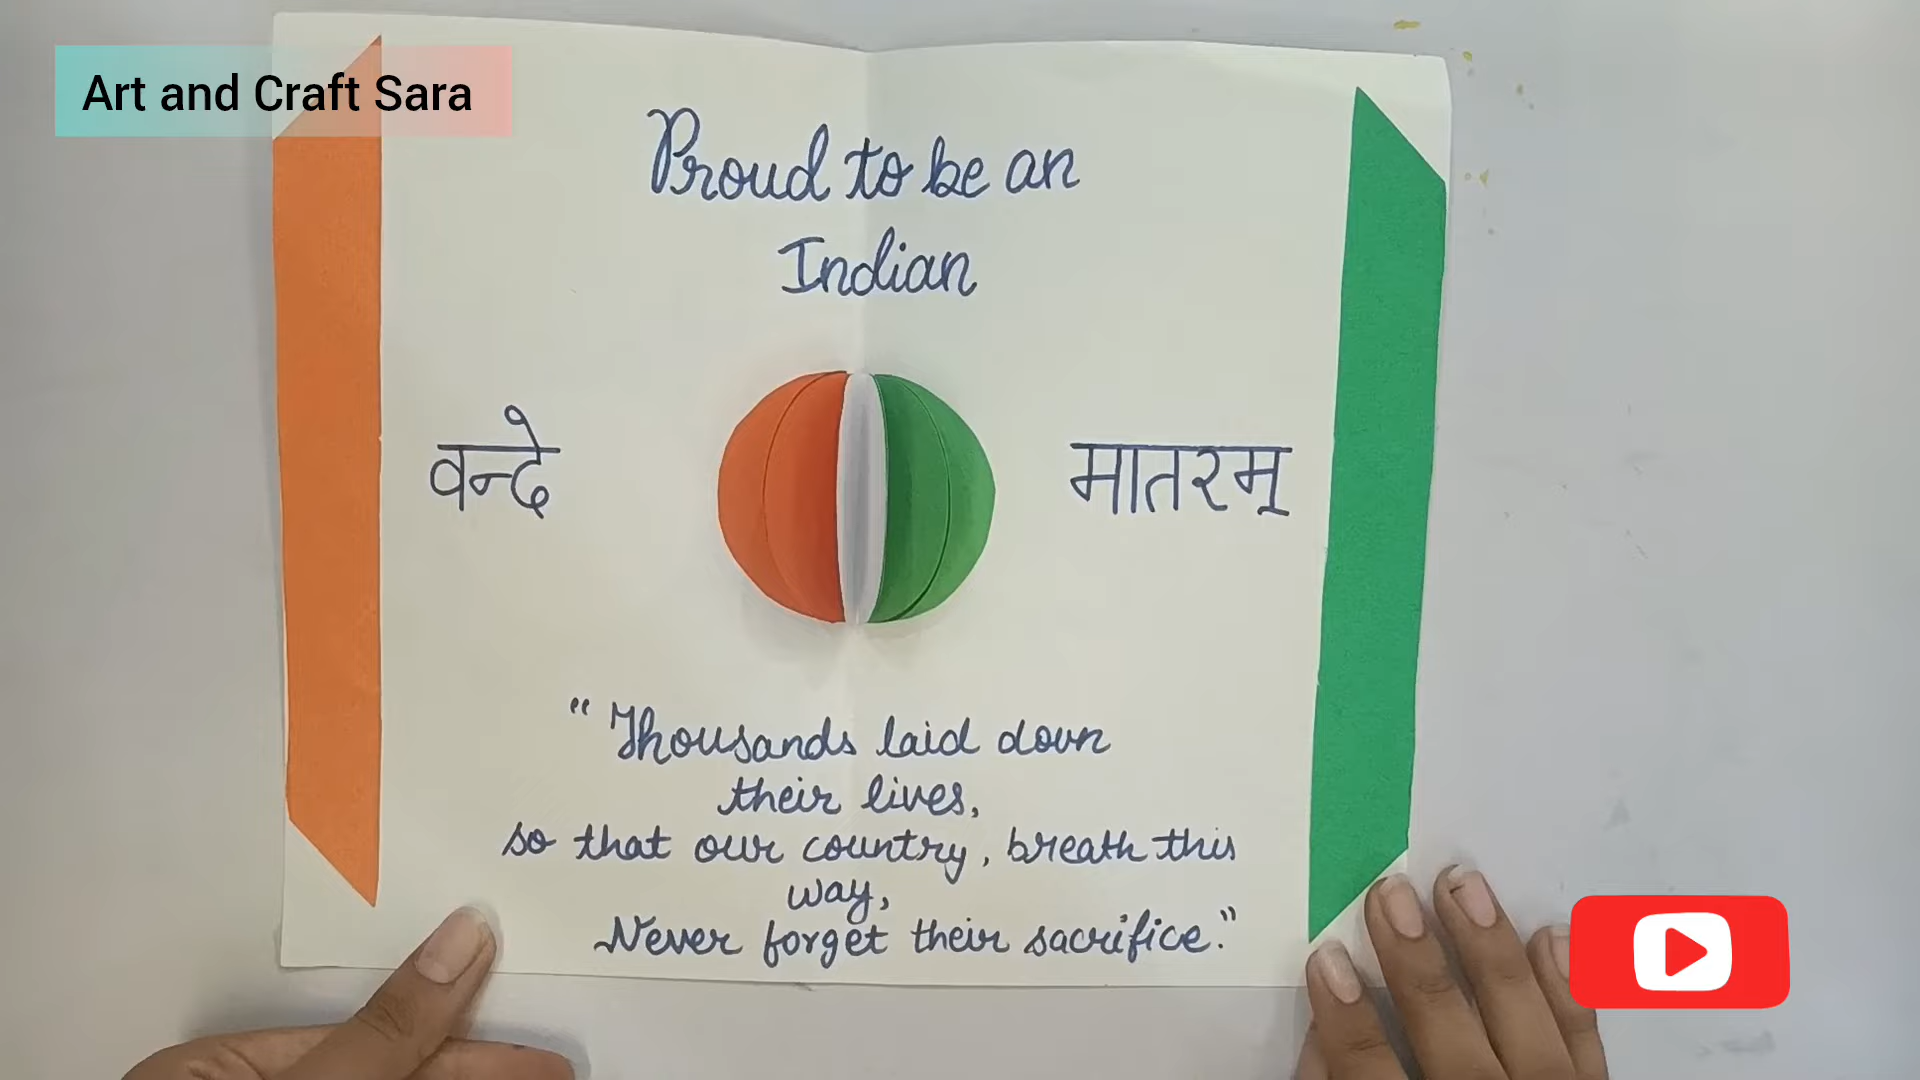 Art and Craft Sara
Proud to be an
Indian
वन्दे मातरम्
" Thousands laid down
their lives,
so that our country, breath this
way,
Never forget their sacrifice."